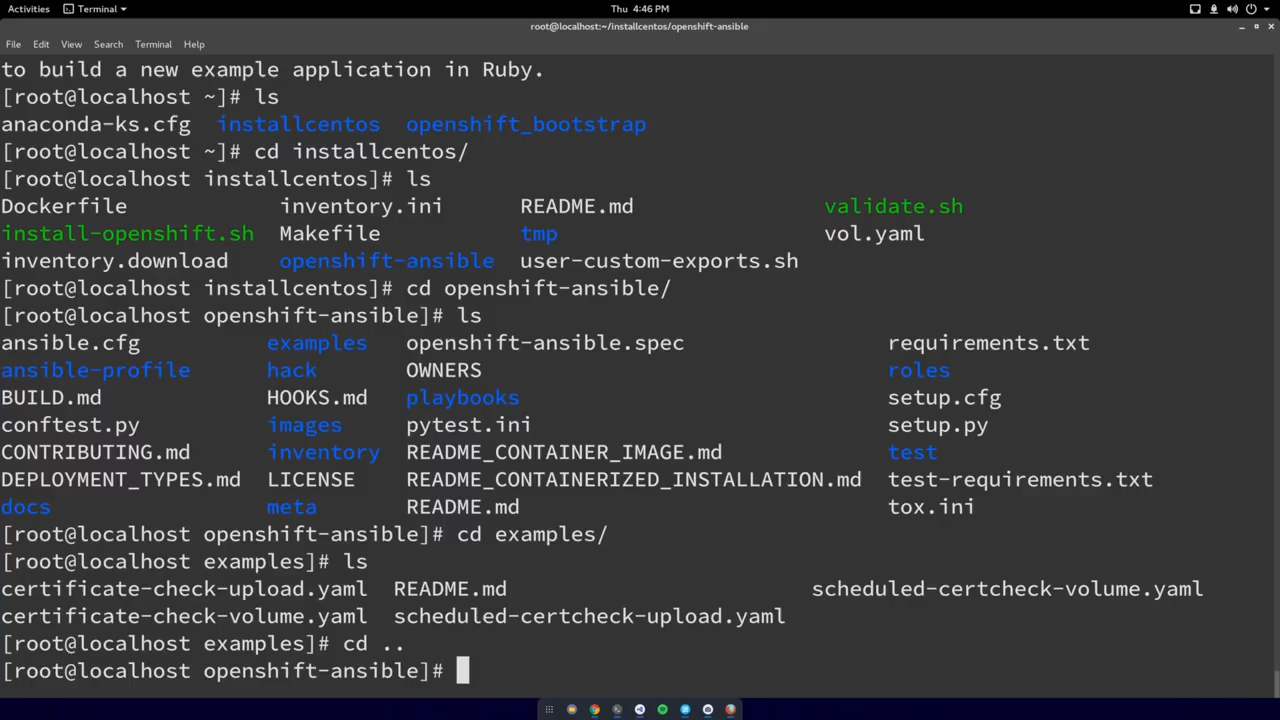 Activities Terminal Thu 4:46 PM
root@localhost:~/installcentos/openshift-ansible
File Edit View Search Terminal Help
to build a new example application in Ruby.
[root@localhost ~]# ls
anaconda-ks.cfg installcentos openshift_bootstrap
[root@localhost ~]# cd installcentos/
[root@localhost installcentos]# ls
Dockerfile inventory.ini README.md validate.sh
install-openshift.sh Makefile tmp vol.yaml
inventory.download openshift-ansible user-custom-exports.sh
[root@localhost installcentos]# cd openshift-ansible/
[root@localhost openshift-ansible]# ls
ansible.cfg examples openshift-ansible.spec requirements.txt
ansible-profile hack OWNERS roles
BUILD.md HOOKS.md playbooks setup.cfg
conftest.py images pytest.ini setup.py
CONTRIBUTING.md inventory README_CONTAINER_IMAGE.md test
DEPLOYMENT_TYPES.md LICENSE README_CONTAINERIZED_INSTALLATION.md test-requirements.txt
docs meta README.md tox.ini
[root@localhost openshift-ansible]# cd examples/
[root@localhost examples]# ls
certificate-check-upload.yaml README.md scheduled-certcheck-volume.yaml
certificate-check-volume.yaml scheduled-certcheck-upload.yaml
[root@localhost examples]# cd ..
[root@localhost openshift-ansible]#